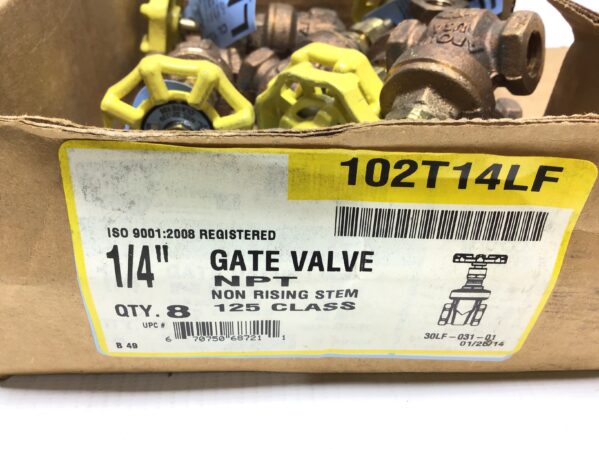 102T14LF
ISO 9001:2008 REGISTERED
1/4" GATE VALVE
NPT
NON RISING STEM
QTY. 8 125 CLASS
UPC #
6 70750 68721 1
B 49
30LF-031-01
01/28/14